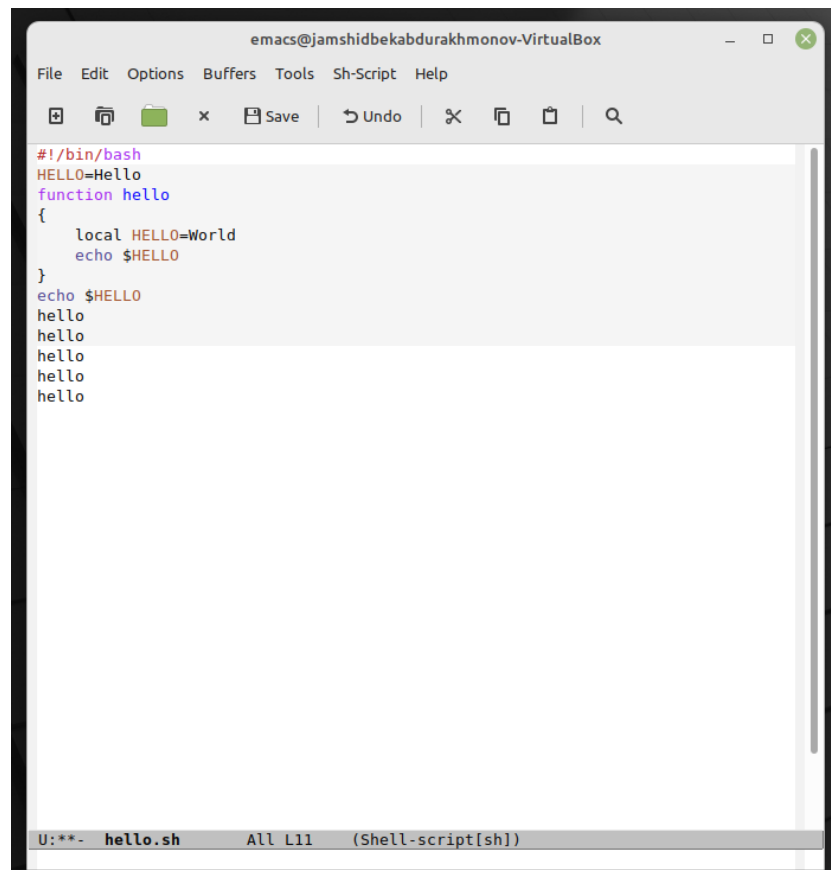 emacs@jamshidbekabdurakhmonov-VirtualBox
File Edit Options Buffers Tools Sh-Script Help
Save Undo
#!/bin/bash
HELLO=Hello
function hello
{
    local HELLO=World
    echo $HELLO
}
echo $HELLO
hello
hello
hello
hello
hello
U:**- hello.sh All L11 (Shell-script[sh])